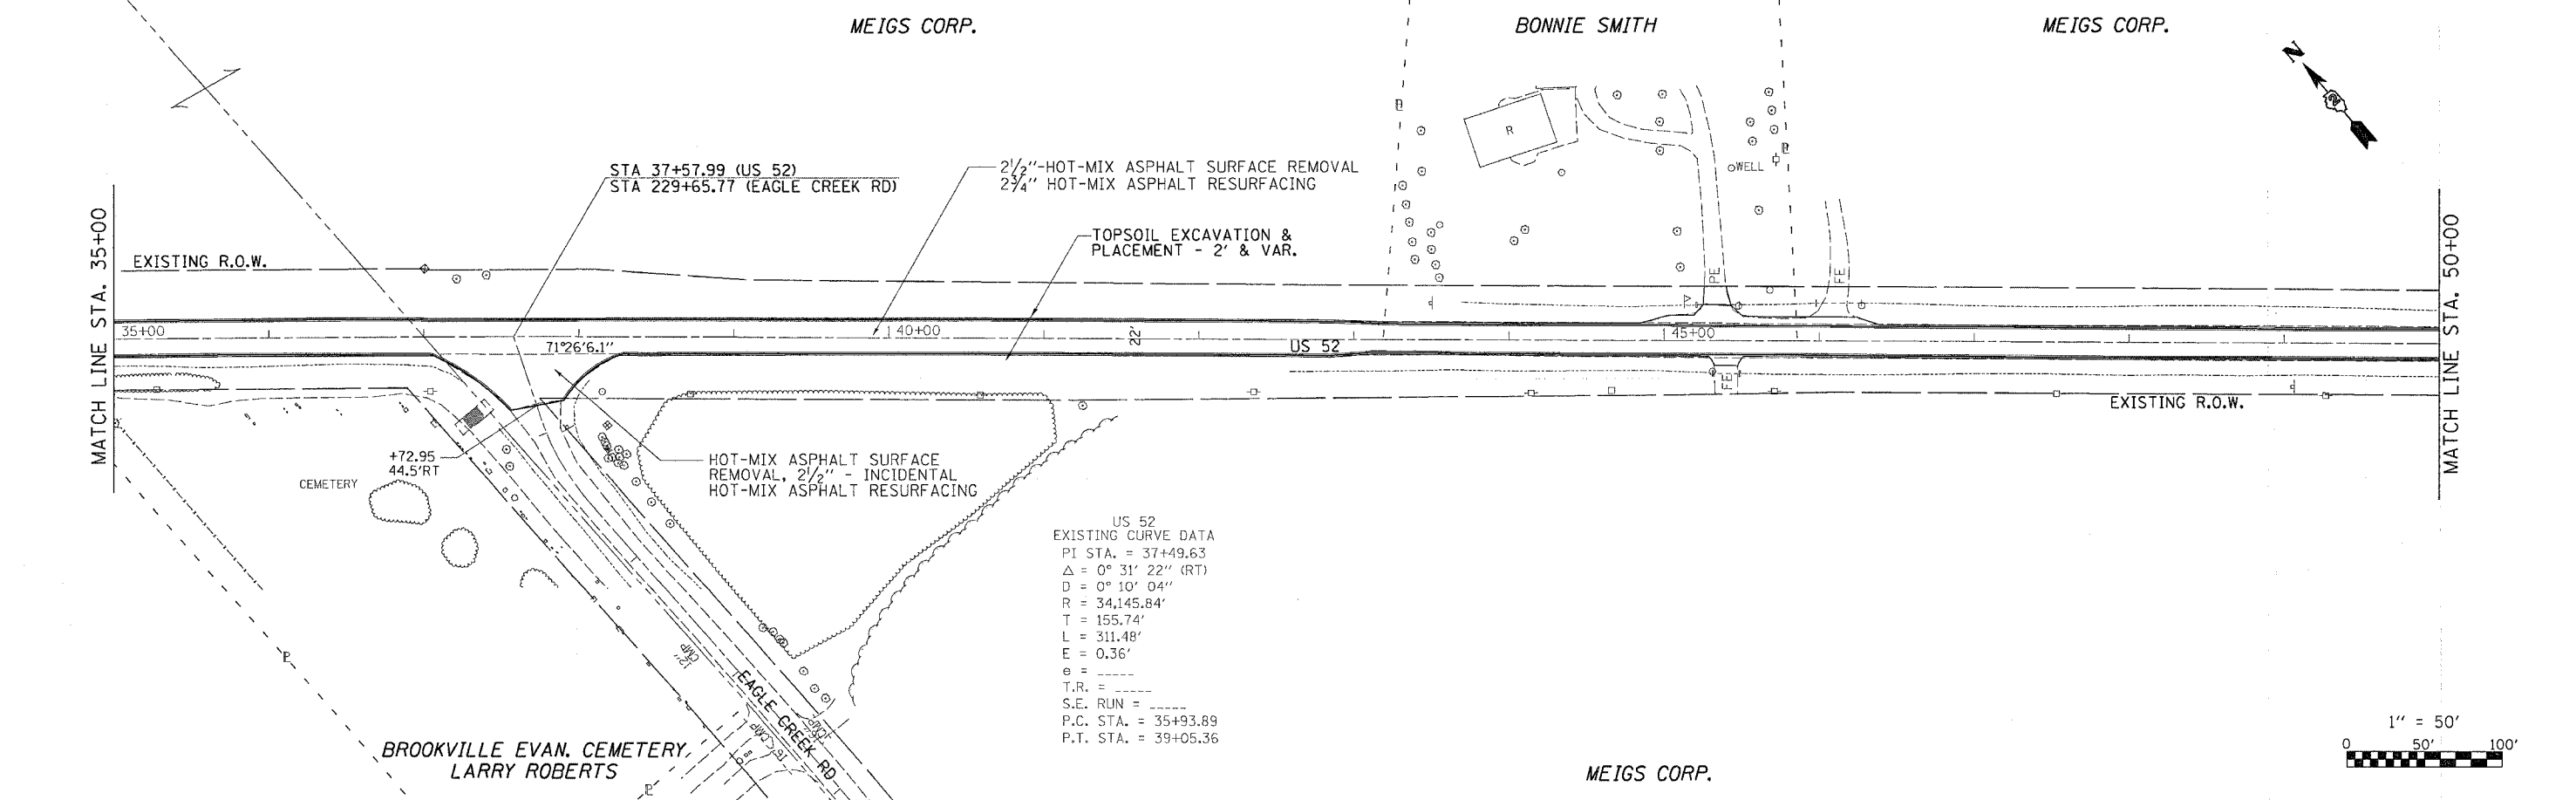 MEIGS CORP.
BONNIE SMITH
MEIGS CORP.
N
2
R
WELL
STA 37+57.99 (US 52)
STA 229+65.77 (EAGLE CREEK RD)
2½"-HOT-MIX ASPHALT SURFACE REMOVAL
2¾" HOT-MIX ASPHALT RESURFACING
TOPSOIL EXCAVATION &
PLACEMENT - 2' & VAR.
MATCH LINE STA. 35+00
EXISTING R.O.W.
PE
FE
MATCH LINE STA. 50+00
35+00
40+00
45+00
22'
71°26'6.1"
US 52
FE
EXISTING R.O.W.
+72.95
44.5'RT
CEMETERY
HOT-MIX ASPHALT SURFACE
REMOVAL, 2½" - INCIDENTAL
HOT-MIX ASPHALT RESURFACING
US 52
EXISTING CURVE DATA
PI STA. = 37+49.63
△ = 0° 31' 22" (RT)
D = 0° 10' 04"
R = 34,145.84'
T = 155.74'
L = 311.48'
E = 0.36'
e = _____
T.R. = _____
S.E. RUN = _____
P.C. STA. = 35+93.89
P.T. STA. = 39+05.36
12"
CMP
EAGLE CREEK RD
BROOKVILLE EVAN. CEMETERY
LARRY ROBERTS
MEIGS CORP.
1" = 50'
0 50' 100'